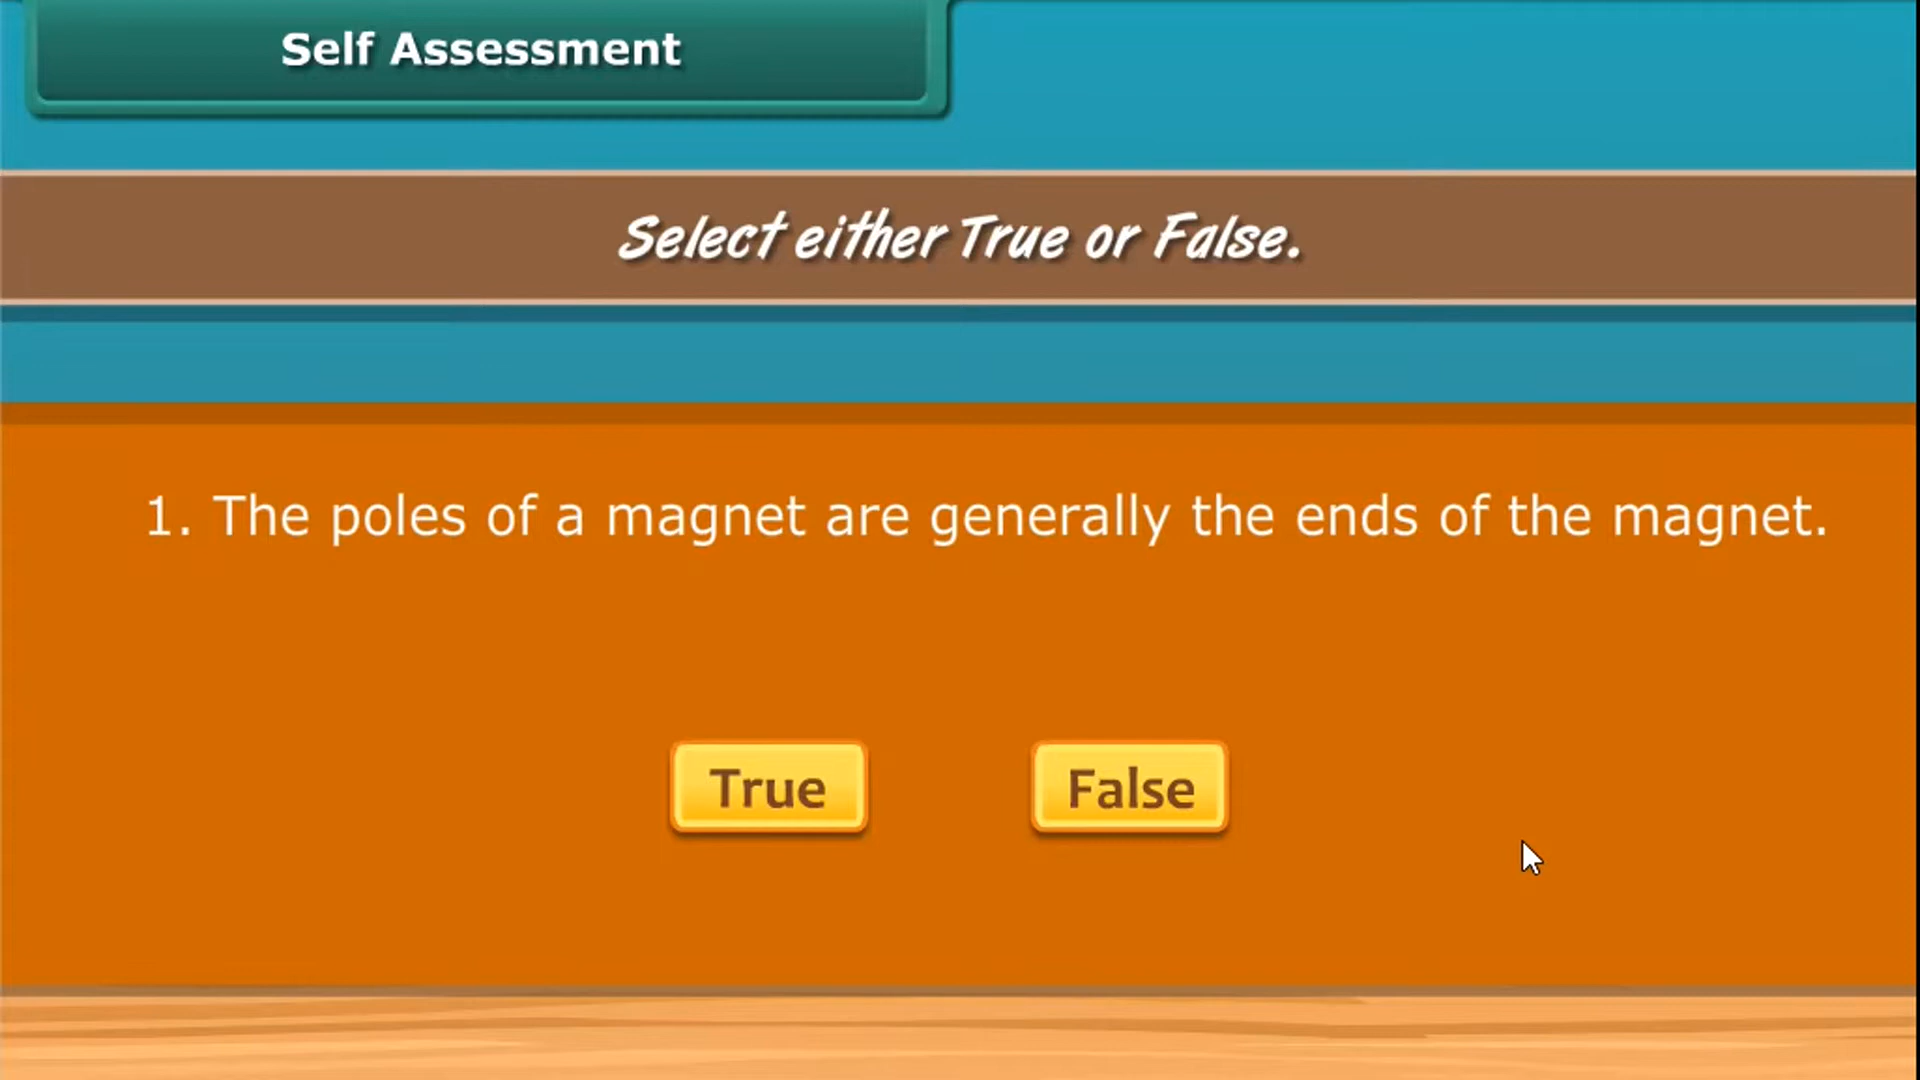 Self Assessment
Select either True or False.
1. The poles of a magnet are generally the ends of the magnet.
True
False